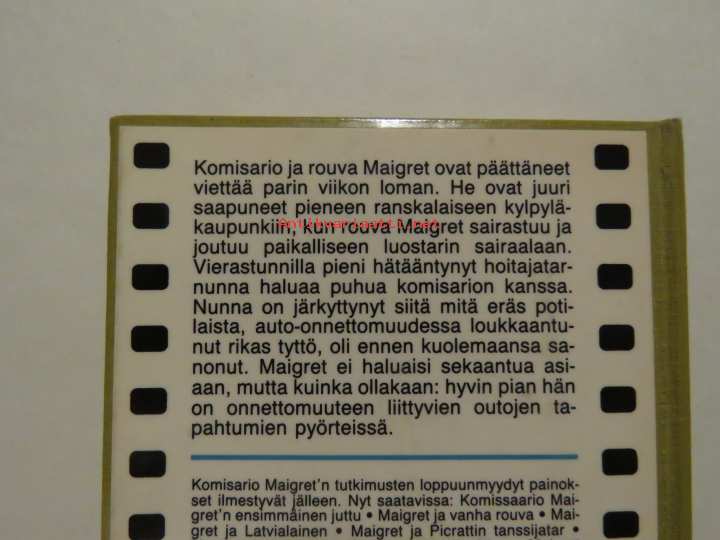 Komisario ja rouva Maigret ovat päättäneet
viettää parin viikon loman. He ovat juuri
saapuneet pieneen ranskalaiseen kylpylä-
kaupunkiin, kun rouva Maigret sairastuu ja
antikvariaatti.net
joutuu paikalliseen luostarin sairaalaan.
Vierastunnilla pieni hätääntynyt hoitajatar-
nunna haluaa puhua komisarion kanssa.
Nunna on järkyttynyt siitä mitä eräs poti-
laista, auto-onnettomuudessa loukkaantu-
nut rikas tyttö, oli ennen kuolemaansa sa-
nonut. Maigret ei haluaisi sekaantua asi-
aan, mutta kuinka ollakaan: hyvin pian hän
on onnettomuuteen liittyvien outojen ta-
pahtumien pyörteissä.
Komisario Maigret'n tutkimusten loppuunmyydyt painok-
set ilmestyvät jälleen. Nyt saatavissa: Komissaario Mai-
gret'n ensimmäinen juttu • Maigret ja vanha rouva • Mai-
gret ja Latvialainen • Maigret ja Picrattin tanssijatar •